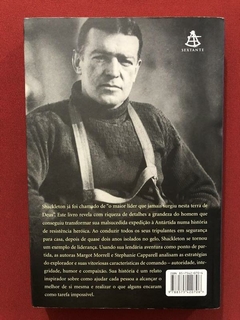 SEXTANTE
Shackleton já foi chamado de "o maior líder que jamais surgiu nesta terra de
Deus". Este livro revela com riqueza de detalhes a grandeza do homem que
conseguiu transformar sua malsucedida expedição à Antártida numa história
de resistência heroica. Ao conduzir todos os seus tripulantes em segurança
para casa, depois de quase dois anos isolados no gelo, Shackleton se tornou
um exemplo de liderança. Usando sua lendária aventura como ponto de par-
tida, as autoras Margot Morrell e Stephanie Capparell analisam as estratégias
do explorador e suas vitoriosas características de comando – autoridade, inte-
gridade, humor e compaixão. Sua história é um relato
inspirador sobre como ajudar cada pessoa a alcançar o
melhor de si mesma e realizar o que alguns encaram
como tarefa impossível.